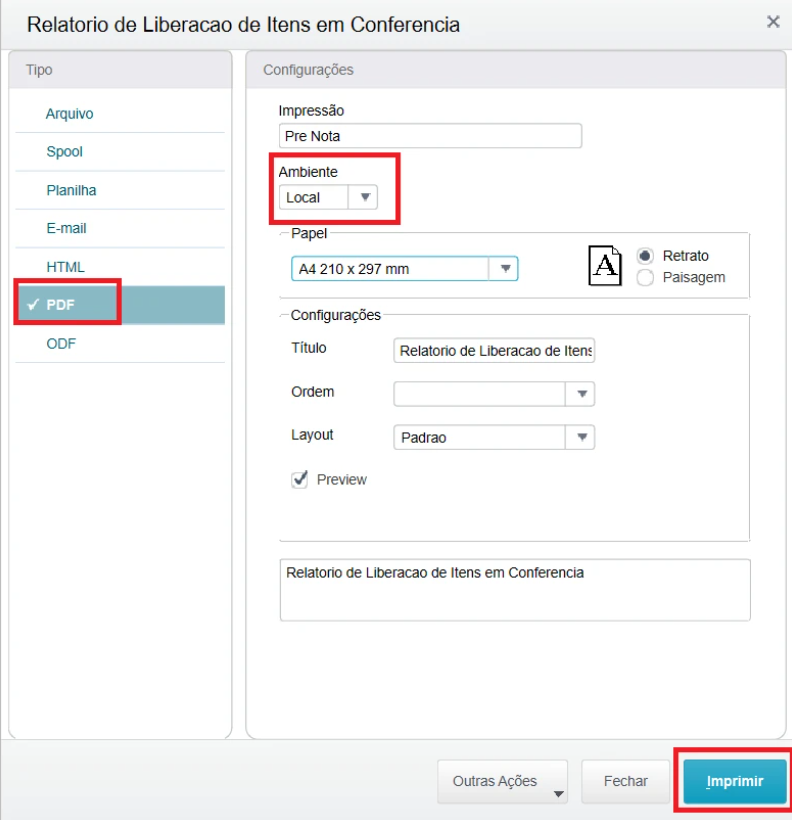 Relatorio de Liberacao de Itens em Conferencia
Tipo
Arquivo
Spool
Planilha
E-mail
HTML
PDF
ODF
Configurações
Impressão
Pre Nota
Ambiente
Local
Papel
A4 210 x 297 mm
A
Retrato
Paisagem
Configurações
Título
Relatorio de Liberacao de Itens
Ordem
Layout
Padrao
Preview
Relatorio de Liberacao de Itens em Conferencia
Outras Ações
Fechar
Imprimir